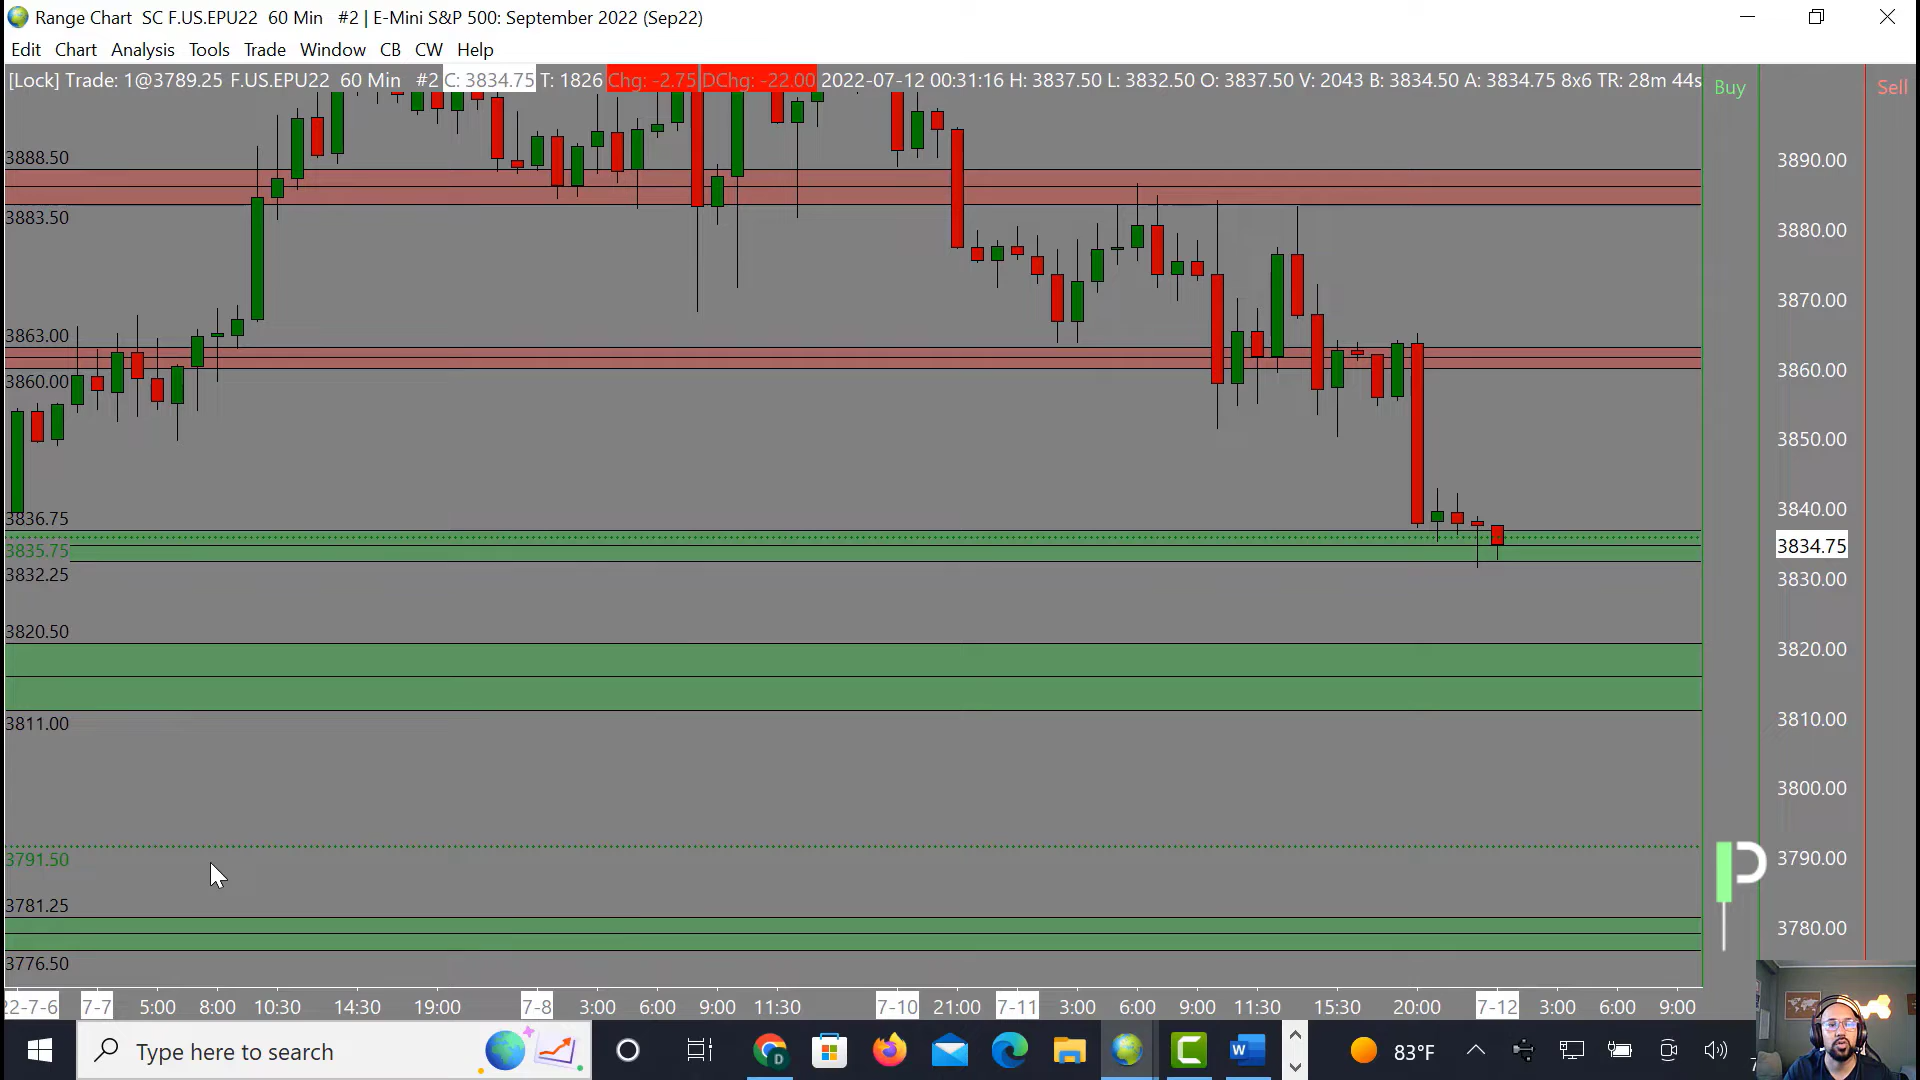 Range Chart SC F.US.EPU22 60 Min #2 | E-Mini S&P 500: September 2022 (Sep22)
Edit Chart Analysis Tools Trade Window CB CW Help
[Lock] Trade: 1@3789.25 F.US.EPU22 60 Min #2 C: 3834.75 T: 1826 Chg: -2.75 DChg: -22.00 2022-07-12 00:31:16 H: 3837.50 L: 3832.50 O: 3837.50 V: 2043 B: 3834.50 A: 3834.75 8x6 TR: 28m 44s
Buy Sell
3888.50
3883.50
3863.00
3860.00
3836.75
3835.75
3832.25
3820.50
3811.00
3791.50
3781.25
3776.50
3890.00
3880.00
3870.00
3860.00
3850.00
3840.00
3834.75
3830.00
3820.00
3810.00
3800.00
3790.00
3780.00
22-7-6 7-7 5:00 8:00 10:30 14:30 19:00 7-8 3:00 6:00 9:00 11:30 7-10 21:00 7-11 3:00 6:00 9:00 11:30 15:30 20:00 7-12 3:00 6:00 9:00
Type here to search
D
W
83°F